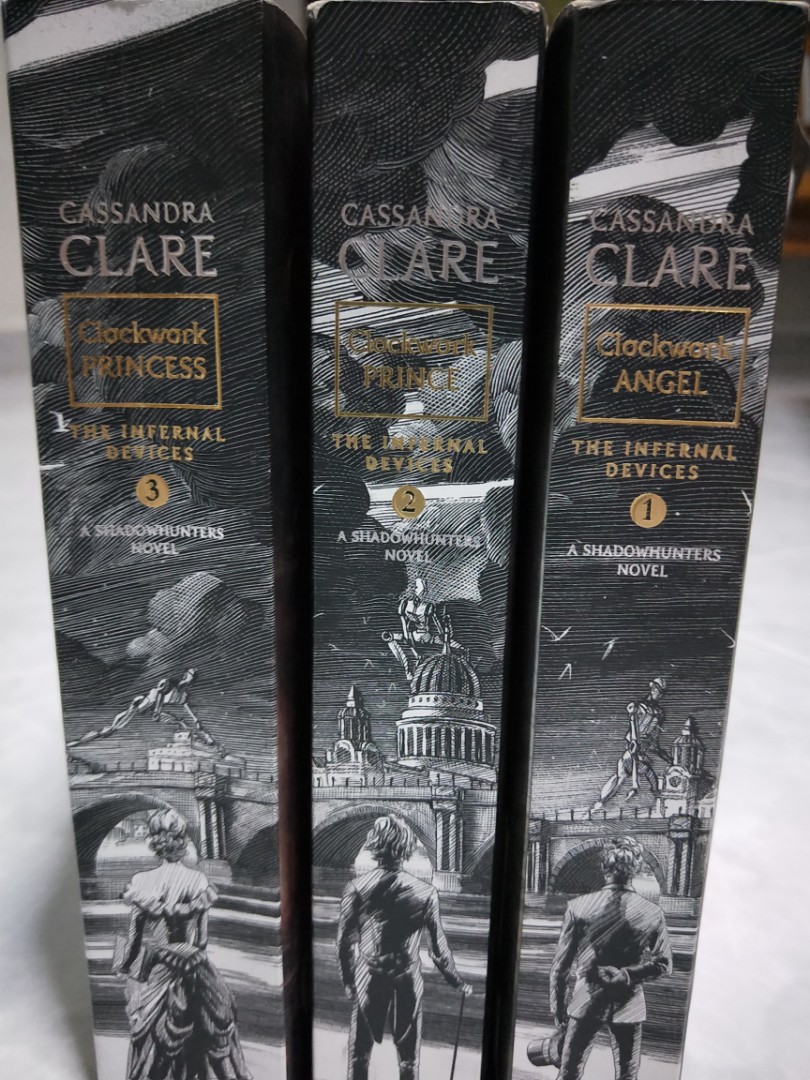 CASSANDRA
CLARE
Clockwork
PRINCESS
THE INFERNAL
DEVICES
3
A SHADOWHUNTERS
NOVEL
CASSANDRA
CLARE
Clockwork
PRINCE
THE INFERNAL
DEVICES
2
A SHADOWHUNTERS
NOVEL
CASSANDRA
CLARE
Clockwork
ANGEL
THE INFERNAL
DEVICES
1
A SHADOWHUNTERS
NOVEL